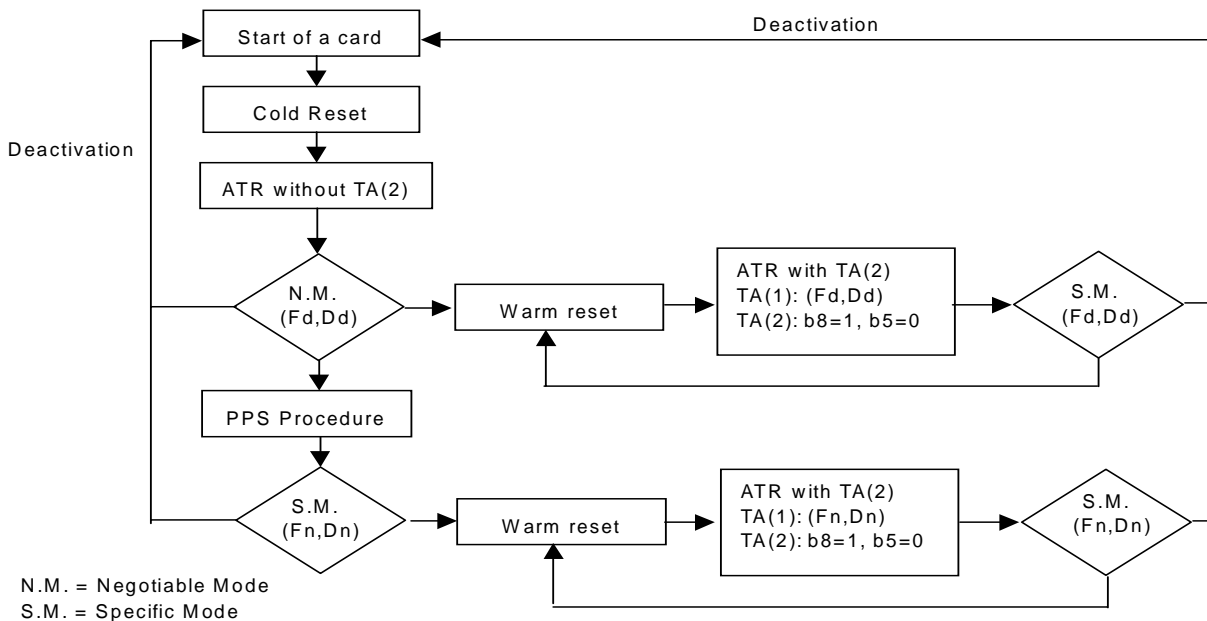 Deactivation
Start of a card
Cold Reset
Deactivation
ATR without TA(2)
N.M.
(Fd,Dd)
Warm reset
ATR with TA(2)
TA(1): (Fd,Dd)
TA(2): b8=1, b5=0
S.M.
(Fd,Dd)
PPS Procedure
S.M.
(Fn,Dn)
Warm reset
ATR with TA(2)
TA(1): (Fn,Dn)
TA(2): b8=1, b5=0
S.M.
(Fn,Dn)
N.M. = Negotiable Mode
S.M. = Specific Mode